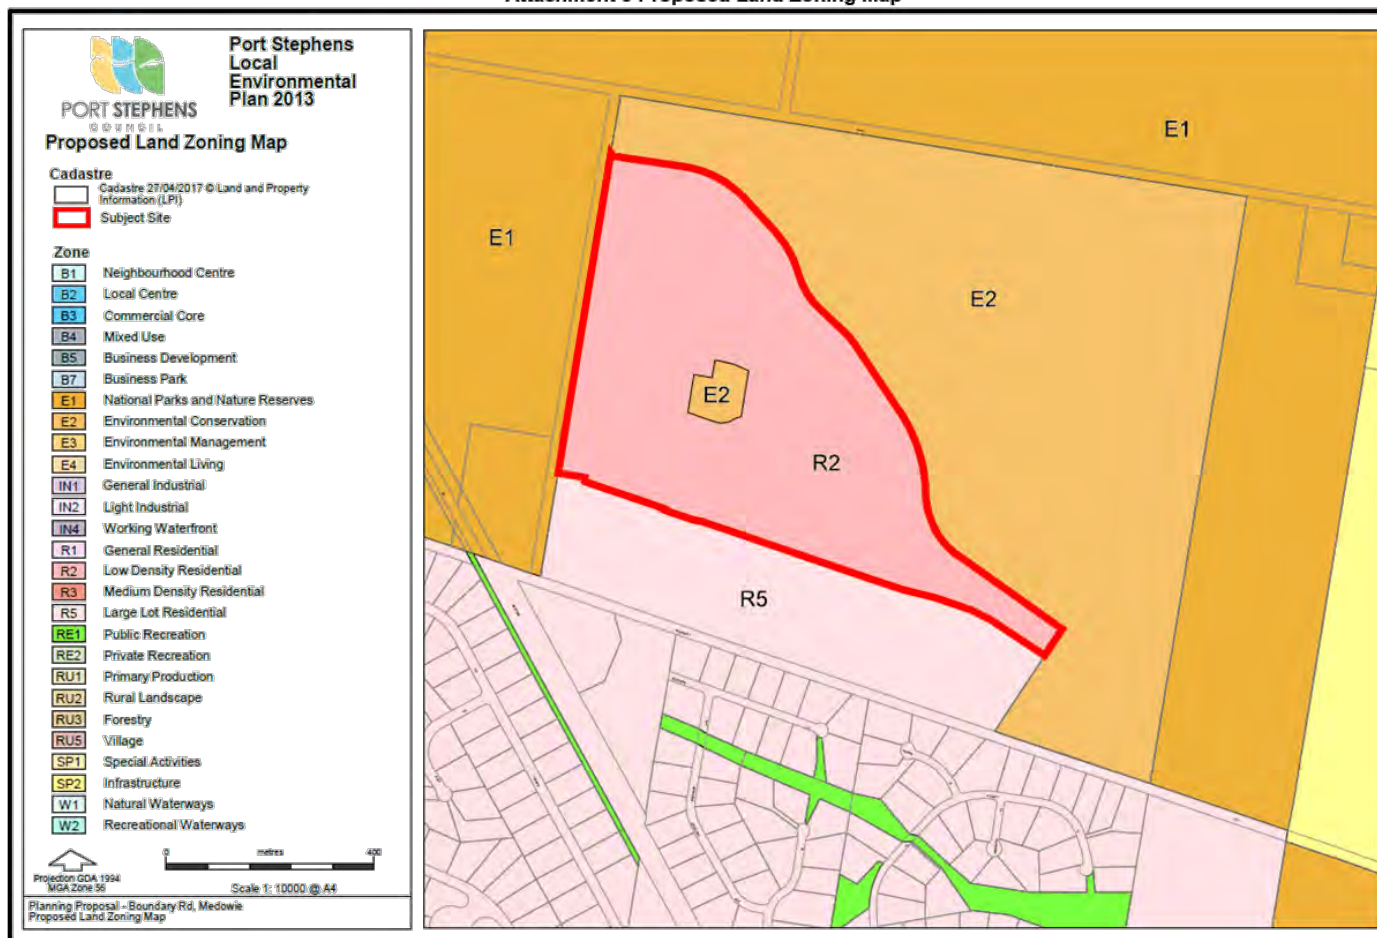 Attachment 3 Proposed Land Zoning Map
PORT STEPHENS
COUNCIL
Port Stephens
Local
Environmental
Plan 2013
Proposed Land Zoning Map
Cadastre
Cadastre 27/04/2017 © Land and Property
Information (LPI)
Subject Site
Zone
B1 Neighbourhood Centre
B2 Local Centre
B3 Commercial Core
B4 Mixed Use
B5 Business Development
B7 Business Park
E1 National Parks and Nature Reserves
E2 Environmental Conservation
E3 Environmental Management
E4 Environmental Living
IN1 General Industrial
IN2 Light Industrial
IN4 Working Waterfront
R1 General Residential
R2 Low Density Residential
R3 Medium Density Residential
R5 Large Lot Residential
RE1 Public Recreation
RE2 Private Recreation
RU1 Primary Production
RU2 Rural Landscape
RU3 Forestry
RU5 Village
SP1 Special Activities
SP2 Infrastructure
W1 Natural Waterways
W2 Recreational Waterways
0 metres 400
Projection GDA 1994
MGA Zone 56
Scale 1: 10000 @ A4
Planning Proposal - Boundary Rd, Medowie
Proposed Land Zoning Map
E1
E1
E2
E2
R2
R5